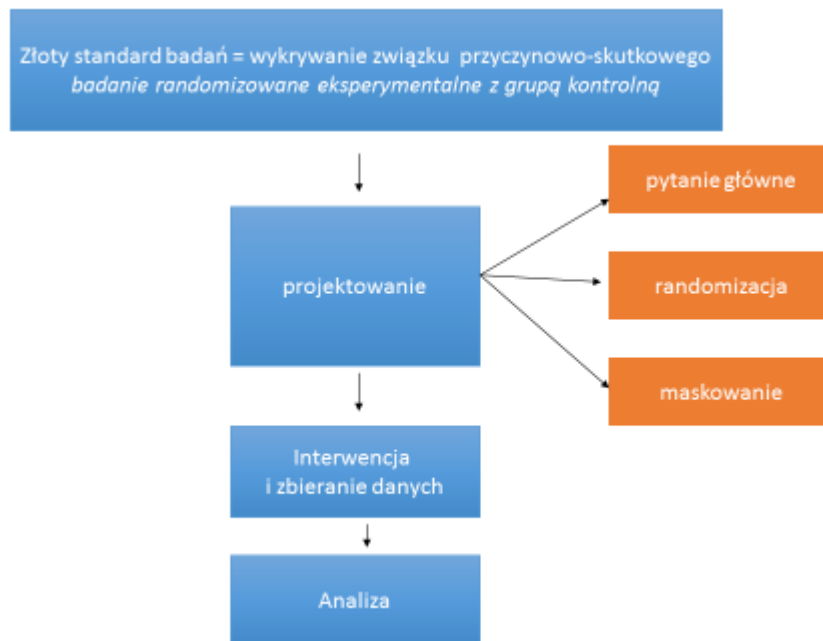 Złoty standard badań = wykrywanie związku przyczynowo-skutkowego
badanie randomizowane eksperymentalne z grupą kontrolną
pytanie główne
projektowanie
randomizacja
maskowanie
Interwencja
i zbieranie danych
Analiza